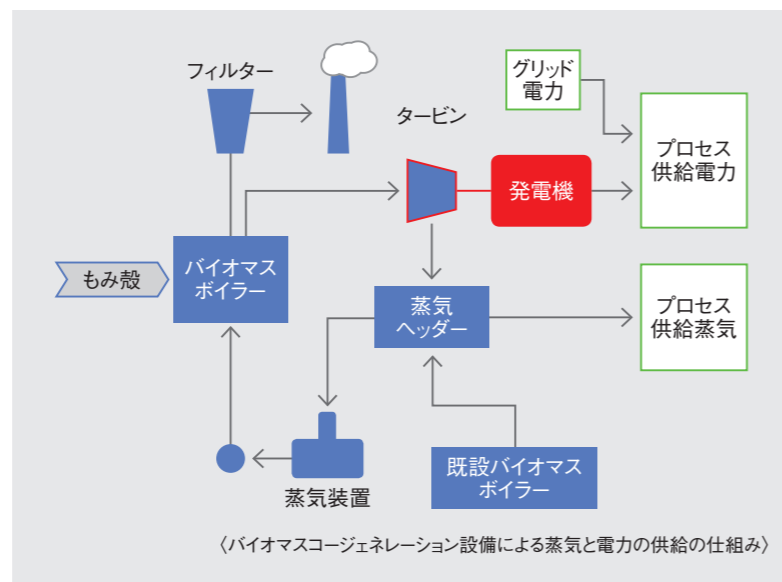 フィルター
タービン
グリッド
電力
プロセス
供給電力
発電機
もみ殻
バイオマス
ボイラー
蒸気
ヘッダー
プロセス
供給蒸気
蒸気装置
既設バイオマス
ボイラー
〈バイオマスコージェネレーション設備による蒸気と電力の供給の仕組み〉